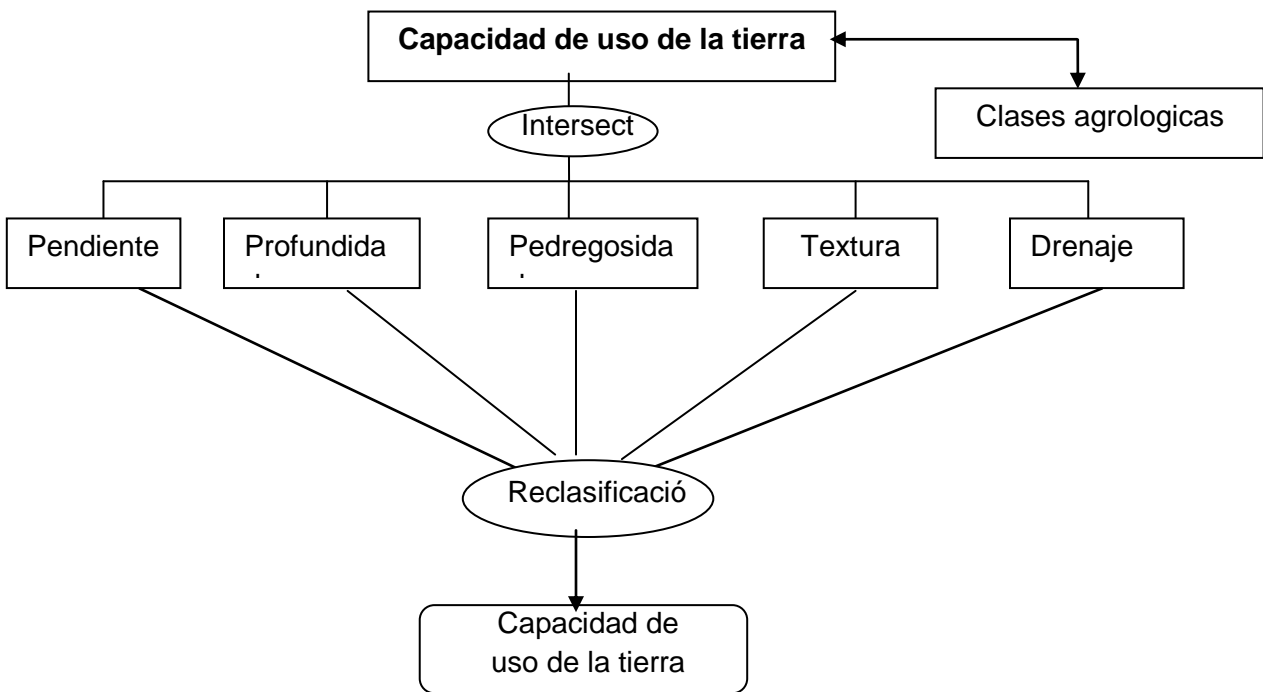 Capacidad de uso de la tierra
Clases agrologicas
Intersect
Pendiente
Profundida
Pedregosida
Textura
Drenaje
Reclasificació
Capacidad de
uso de la tierra